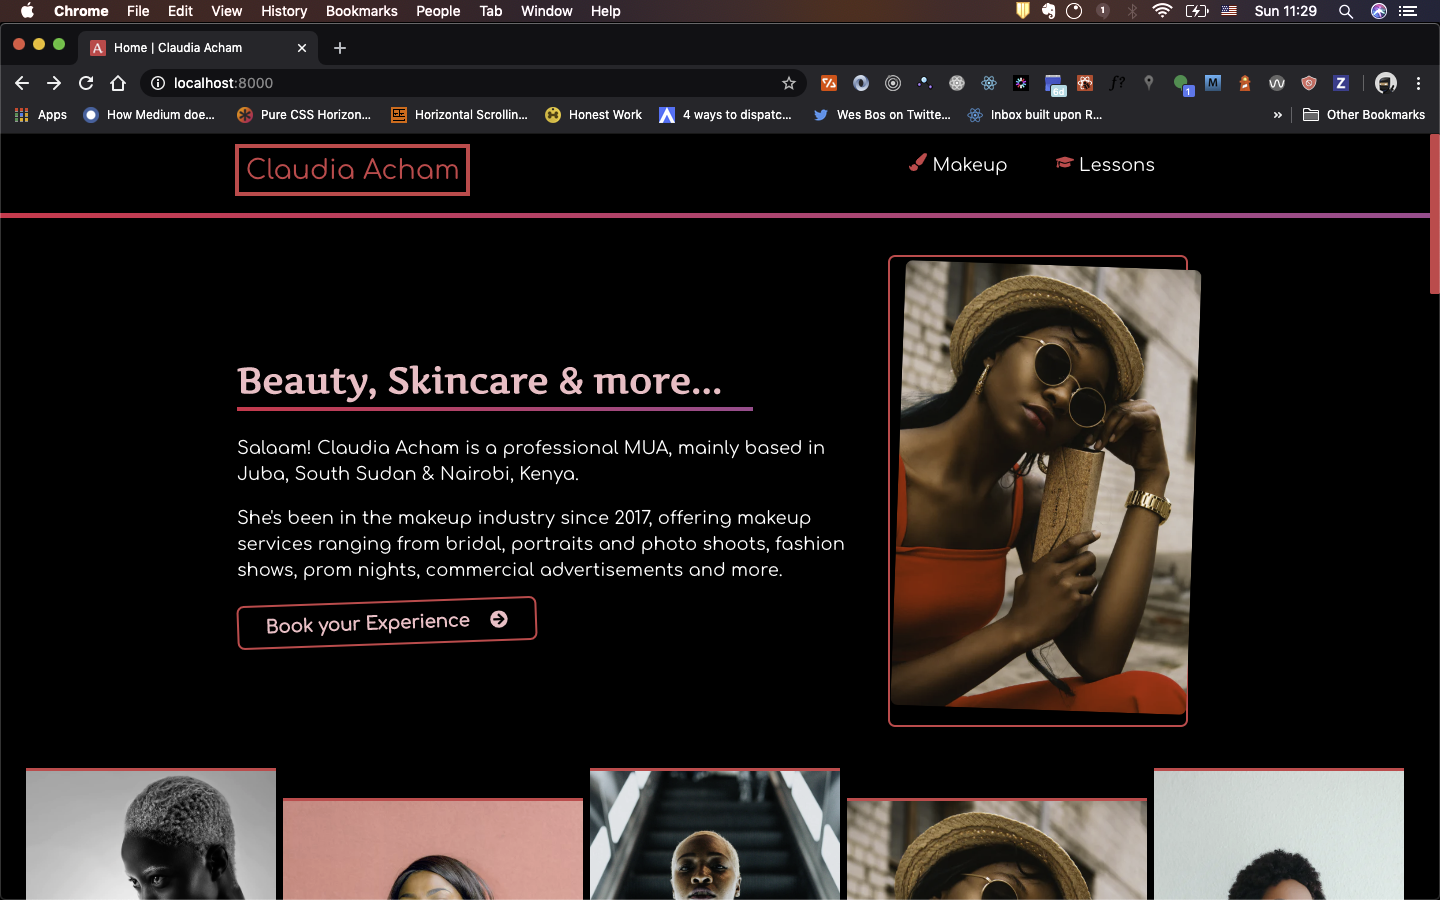 Chrome File Edit View History Bookmarks People Tab Window Help 1 Sun 11:29
A Home | Claudia Acham
localhost:8000 f? 6d 1 M Z
Apps How Medium doe... Pure CSS Horizon... Horizontal Scrollin... Honest Work 4 ways to dispatc... Wes Bos on Twitte... Inbox built upon R... » Other Bookmarks
Claudia Acham
Makeup Lessons
Beauty, Skincare & more...
Salaam! Claudia Acham is a professional MUA, mainly based in
Juba, South Sudan & Nairobi, Kenya.
She's been in the makeup industry since 2017, offering makeup
services ranging from bridal, portraits and photo shoots, fashion
shows, prom nights, commercial advertisements and more.
Book your Experience